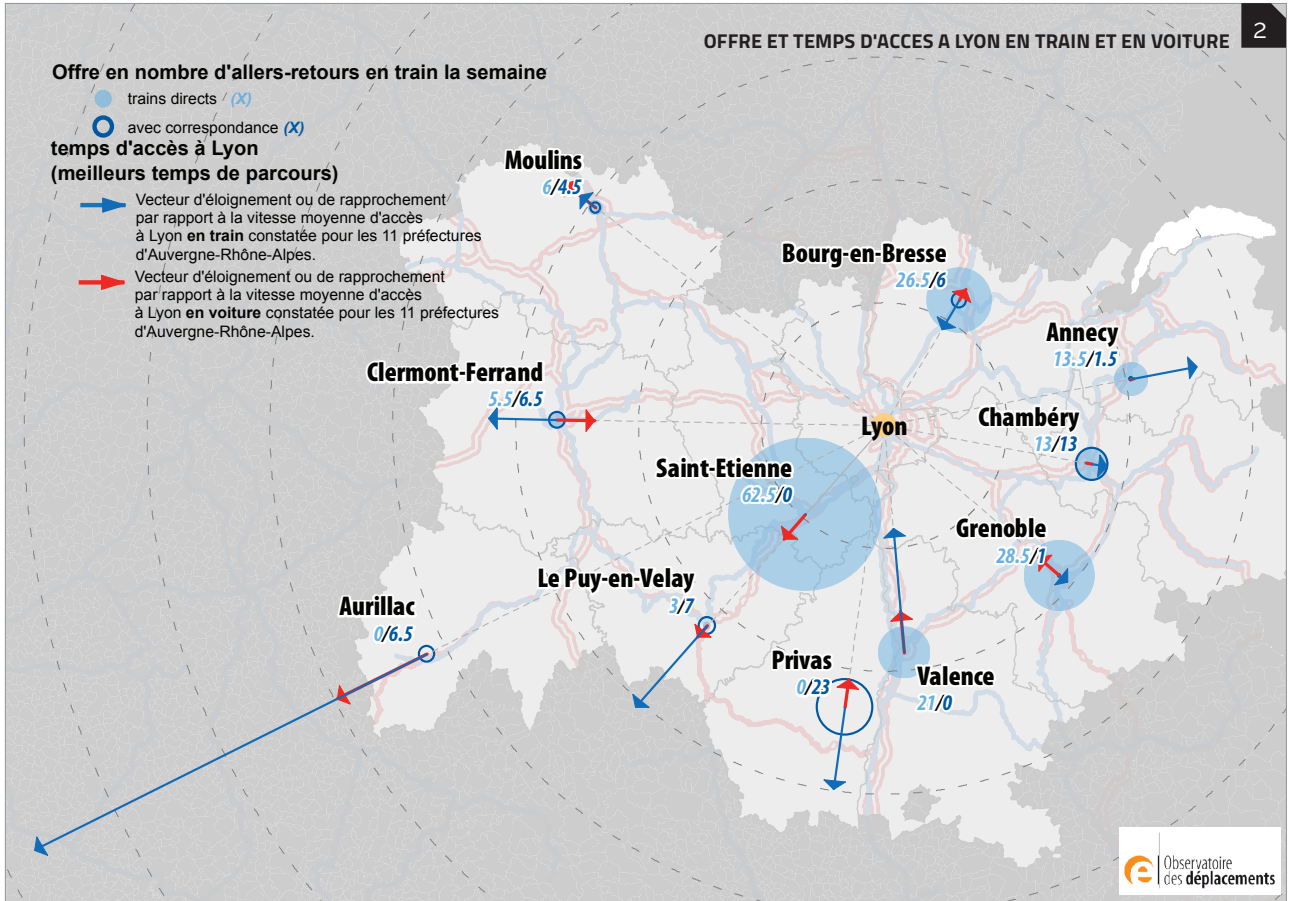 OFFRE ET TEMPS D'ACCES A LYON EN TRAIN ET EN VOITURE
2
Offre en nombre d'allers-retours en train la semaine
trains directs (X)
avec correspondance (X)
temps d'accès à Lyon
(meilleurs temps de parcours)
Vecteur d'éloignement ou de rapprochement
par rapport à la vitesse moyenne d'accès
à Lyon en train constatée pour les 11 préfectures
d'Auvergne-Rhône-Alpes.
Vecteur d'éloignement ou de rapprochement
par rapport à la vitesse moyenne d'accès
à Lyon en voiture constatée pour les 11 préfectures
d'Auvergne-Rhône-Alpes.
Moulins
6/4.5
Bourg-en-Bresse
26.5/6
Annecy
13.5/1.5
Clermont-Ferrand
5.5/6.5
Lyon
Chambéry
13/13
Saint-Etienne
62.5/0
Grenoble
28.5/1
Le Puy-en-Velay
3/7
Aurillac
0/6.5
Privas
0/23
Valence
21/0
e
Observatoire
des déplacements